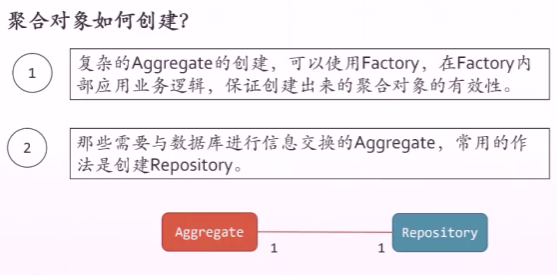 聚合对象如何创建?
1
复杂的Aggregate的创建，可以使用Factory，在Factory内
部应用业务逻辑，保证创建出来的聚合对象的有效性。
2
那些需要与数据库进行信息交换的Aggregate，常用的作
法是创建Repository。
Aggregate
Repository
1
1